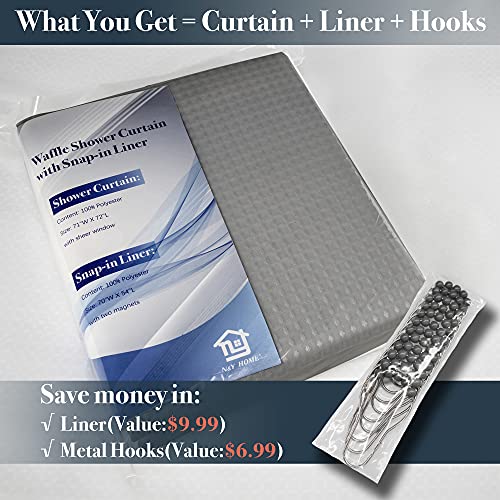 What You Get = Curtain + Liner + Hooks
Waffle Shower Curtain
with Snap-in Liner
Shower Curtain:
Content: 100% Polyester
Size: 71"W X 72"L
with sheer window
Snap-in Liner:
Content: 100% Polyester
Size: 70"W X 54"L
with two magnets
N&Y HOME
Save money in:
√ Liner(Value:$9.99)
√ Metal Hooks(Value:$6.99)